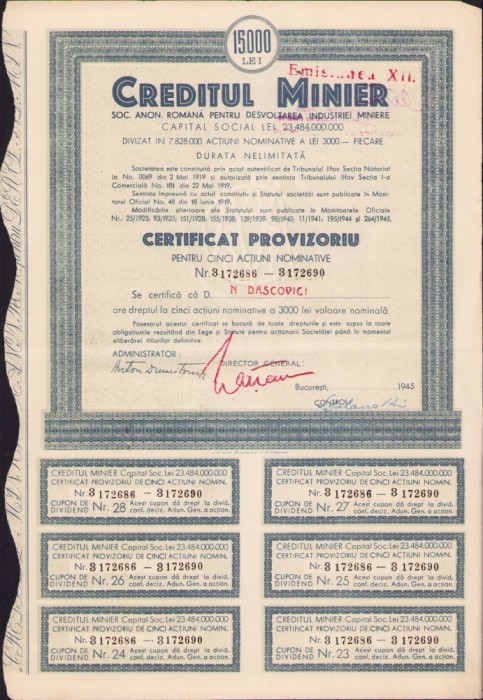 15.000
LEI
Emisiunea XII.
CREDITUL MINIER
SOC. ANON. ROMANĂ PENTRU DESVOLTAREA INDUSTRIEI MINIERE
CAPITAL SOCIAL LEI, 23.484.000.000
DIVIZAT IN 7.828.000 ACȚIUNI NOMINATIVE A LEI 3000 — FIECARE
DURATA NELIMITATĂ
Societatea este constituită prin actul autentificat de Tribunalul Ilfov Secția Notariat
la No. 11069 din 2 Mai 1919 și autorizată prin sentința Tribunalului Ilfov Secția I-a
Comercială No. 181 din 22 Mai 1919.
Sentința împreună cu actul constitutiv și Statutul societății sunt publicate în Moni-
torul Oficial No. 48 din 18 Iunie 1919.
Modificările ulterioare ale Statutului sunt publicate în Monitoarele Oficiale
Nr. 25/1923, 93/1925, 151/1928, 155/1938, 139/1939, 98/1940, 11/1941, 195/1944 și 264/1945.
CERTIFICAT PROVIZORIU
PENTRU CINCI ACȚIUNI NOMINATIVE
Nr. 3172686 — 3172690
Se certifică că D. N DASCOVICI
are dreptul la cinci acțiuni nominative a 3000 lei valoare nominală.
Posesorul acestui certificat se bucură de toate drepturile și este supus la toate
obligațiunile rezultând din Lege și Statute pentru acționarii Societății până în momentul
eliberării titlurilor definitive.
ADMINISTRATOR DIRECTOR GENERAL:
București, 1945
CONTROL
CREDITUL MINIER Capital Soc. Lei 23.484.000.000
CERTIFICAT PROVIZORIU DE CINCI ACȚIUNI NOMIN.
Nr. 3172686 — 3172690
CUPON DE DIVIDEND Nr. 28 Acest cupon dă drept la divid. conf. deciz. Adun. Gen. a acțion.
CREDITUL MINIER Capital Soc. Lei 23.484.000.000
CERTIFICAT PROVIZORIU DE CINCI ACȚIUNI NOMIN.
Nr. 3172686 — 3172690
CUPON DE DIVIDEND Nr. 27 Acest cupon dă drept la divid. conf. deciz. Adun. Gen. a acțion.
CREDITUL MINIER Capital Soc. Lei 23.484.000.000
CERTIFICAT PROVIZORIU DE CINCI ACȚIUNI NOMIN.
Nr. 3172686 — 3172690
CUPON DE DIVIDEND Nr. 26 Acest cupon dă drept la divid. conf. deciz. Adun. Gen. a acțion.
CREDITUL MINIER Capital Soc. Lei 23.484.000.000
CERTIFICAT PROVIZORIU DE CINCI ACȚIUNI NOMIN.
Nr. 3172686 — 3172690
CUPON DE DIVIDEND Nr. 25 Acest cupon dă drept la divid. conf. deciz. Adun. Gen. a acțion.
CREDITUL MINIER Capital Soc. Lei 23.484.000.000
CERTIFICAT PROVIZORIU DE CINCI ACȚIUNI NOMIN.
Nr. 3172686 — 3172690
CUPON DE DIVIDEND Nr. 24 Acest cupon dă drept la divid. conf. deciz. Adun. Gen. a acțion.
CREDITUL MINIER Capital Soc. Lei 23.484.000.000
CERTIFICAT PROVIZORIU DE CINCI ACȚIUNI NOMIN.
Nr. 3172686 — 3172690
CUPON DE DIVIDEND Nr. 23 Acest cupon dă drept la divid. conf. deciz. Adun. Gen. a acțion.